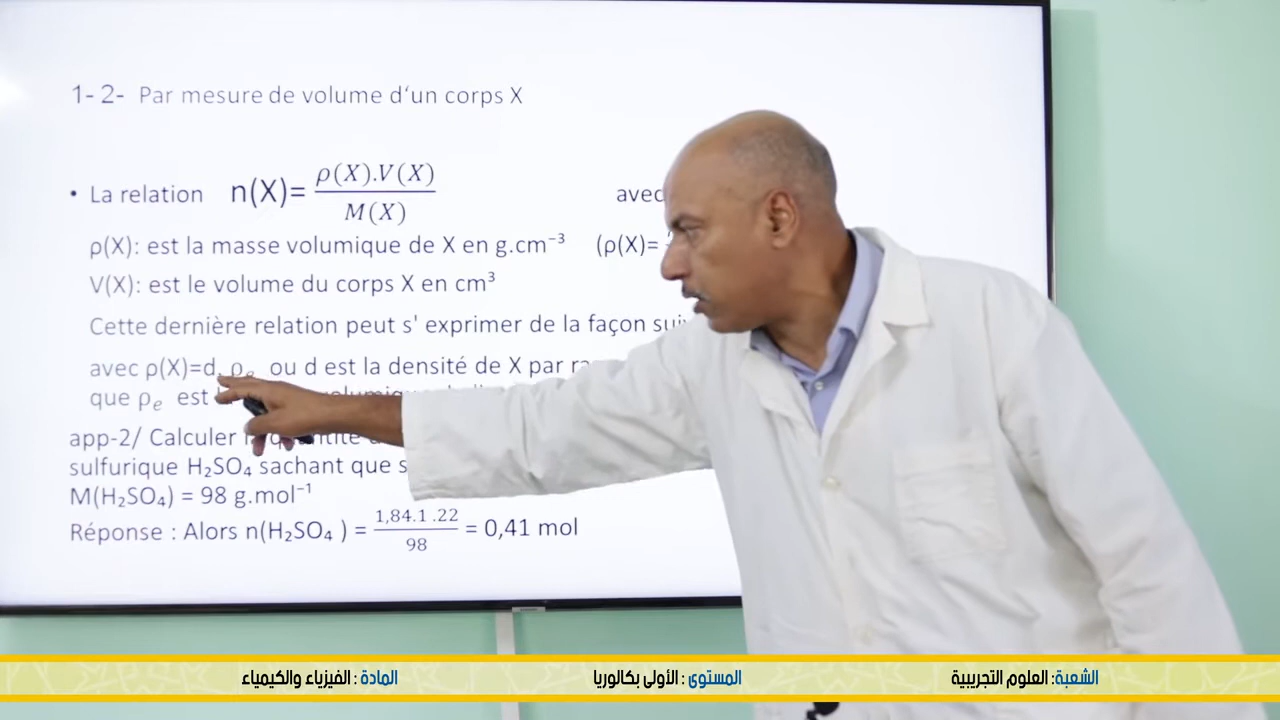 1- 2- Par mesure de volume d'un corps X
• La relation n(X)= ρ(X).V(X) / M(X) avec
ρ(X): est la masse volumique de X en g.cm⁻³ (ρ(X)=
V(X): est le volume du corps X en cm³
Cette dernière relation peut s' exprimer de la façon
avec ρ(X)=d. ρₑ ou d est la densité de X par
que ρₑ est
app-2/ Calculer
sulfurique H₂SO₄ sachant que
M(H₂SO₄) = 98 g.mol⁻¹
Réponse : Alors n(H₂SO₄ ) = 1,84.1 .22 / 98 = 0,41 mol
الشعبة: العلوم التجريبية المستوى : الأولى بكالوريا المادة : الفيزياء والكيمياء